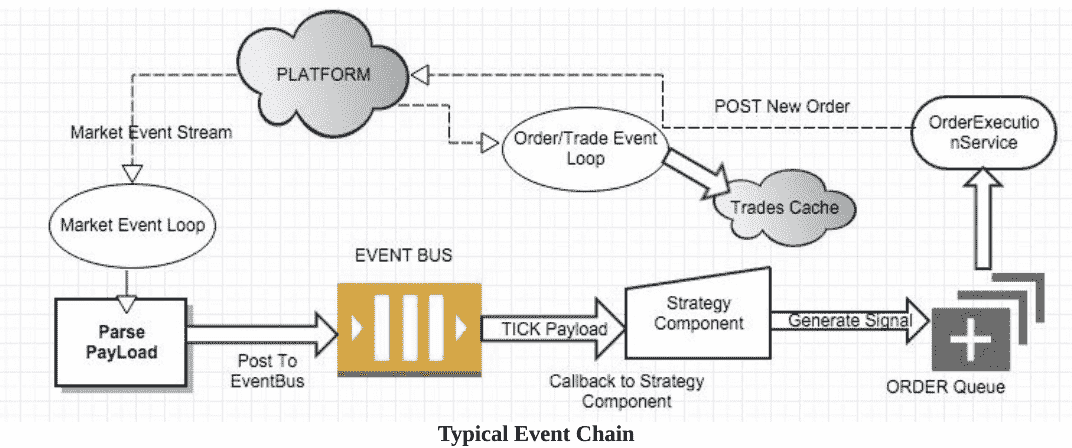 PLATFORM
Market Event Stream
POST New Order
OrderExecutio
nService
Order/Trade Event
Loop
Trades Cache
Market Event Loop
EVENT BUS
Parse
PayLoad
Post To
EventBus
TICK Payload
Callback to Strategy
Component
Strategy
Component
Generate Signal
ORDER Queue
Typical Event Chain